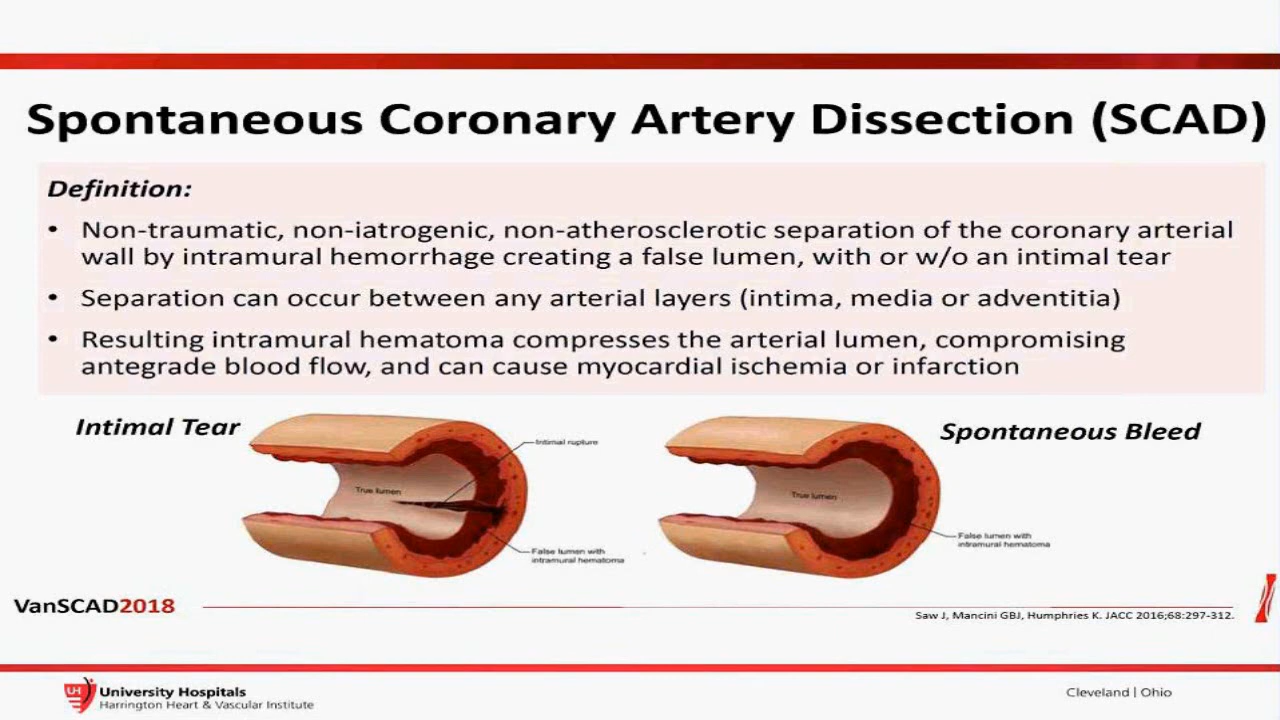 Spontaneous Coronary Artery Dissection (SCAD)
Definition:
• Non-traumatic, non-iatrogenic, non-atherosclerotic separation of the coronary arterial
wall by intramural hemorrhage creating a false lumen, with or w/o an intimal tear
• Separation can occur between any arterial layers (intima, media or adventitia)
• Resulting intramural hematoma compresses the arterial lumen, compromising
antegrade blood flow, and can cause myocardial ischemia or infarction
Intimal Tear
Intimal rupture
True lumen
False lumen with
intramural hematoma
Spontaneous Bleed
True lumen
False lumen with
intramural hematoma
VanSCAD2018
Saw J, Mancini GBJ, Humphries K. JACC 2016;68:297-312.
UH
University Hospitals
Harrington Heart & Vascular Institute
Cleveland | Ohio